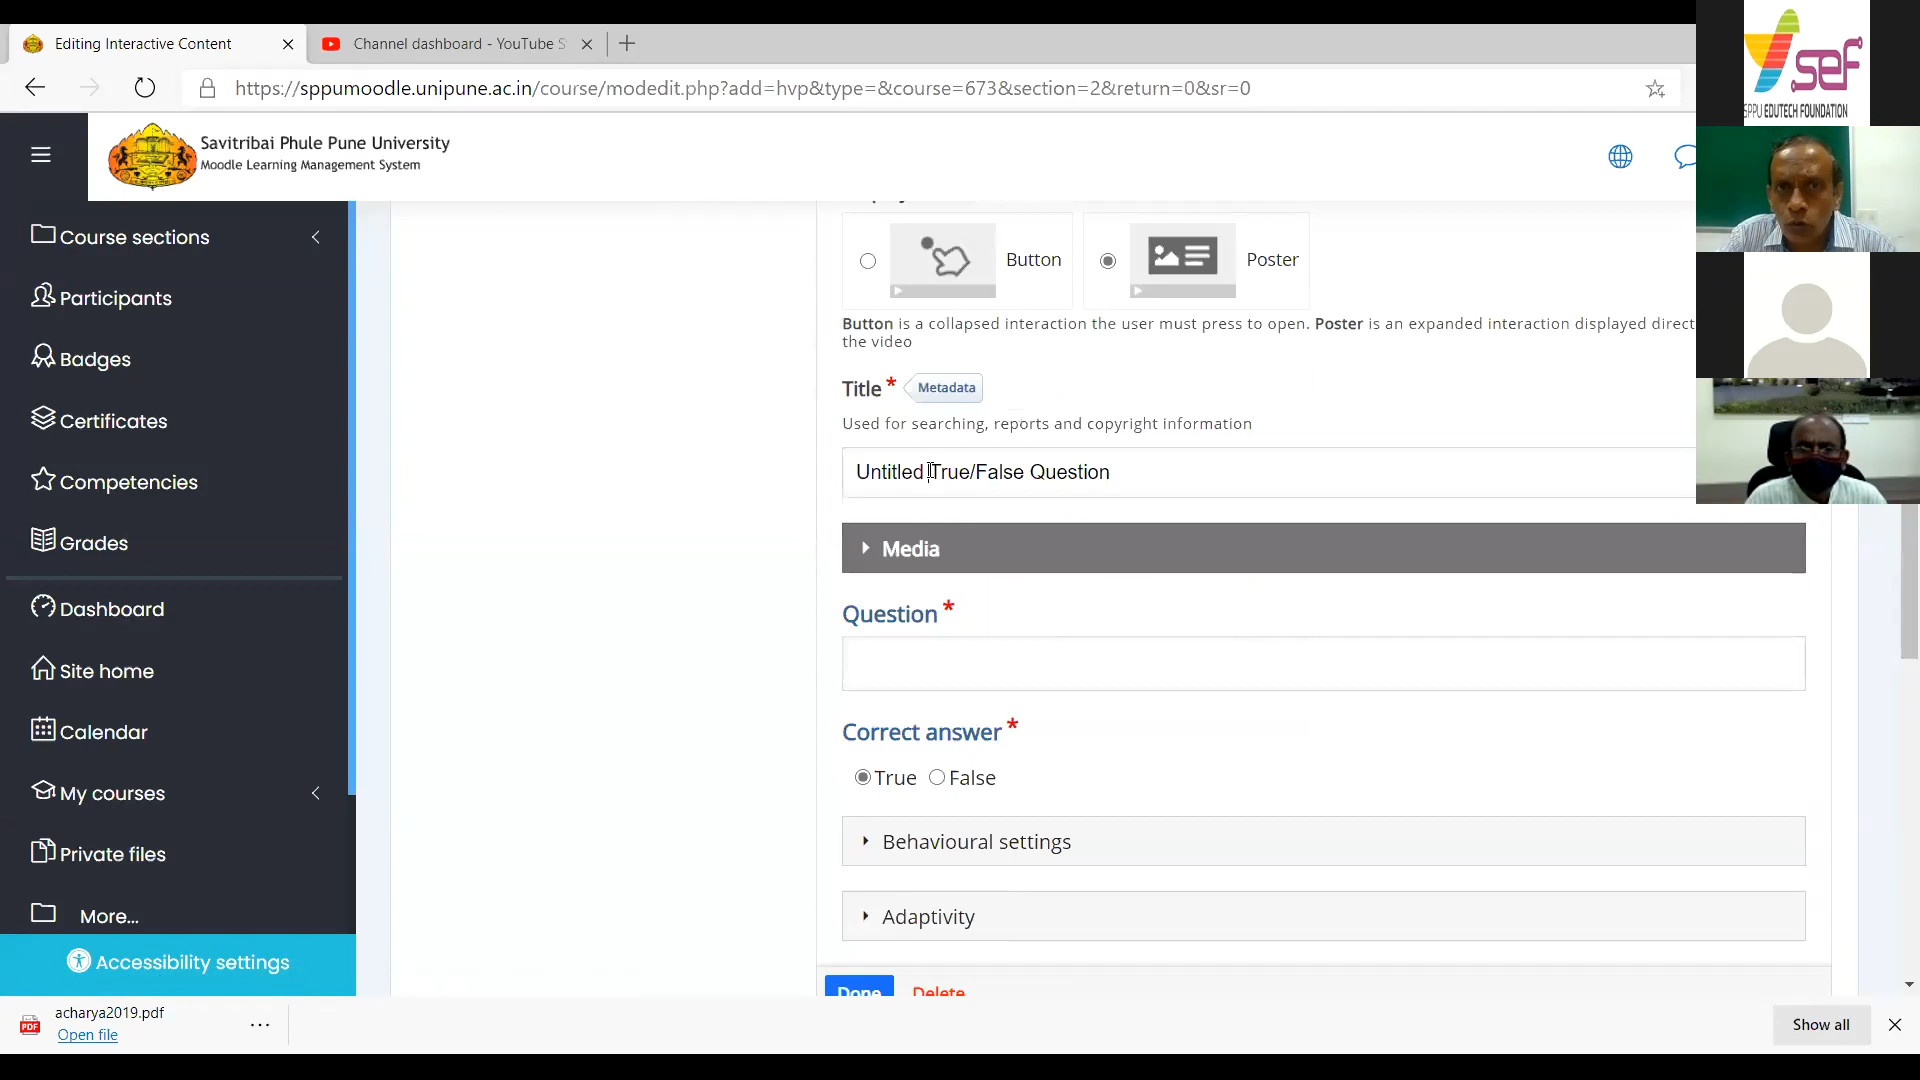 Editing Interactive Content
Channel dashboard - YouTube S
https://sppumoodle.unipune.ac.in/course/modedit.php?add=hvp&type=&course=673&section=2&return=0&sr=0
Ysef
SPPU EDUTECH FOUNDATION
Savitribai Phule Pune University
Moodle Learning Management System
Course sections
Participants
Badges
Certificates
Competencies
Grades
Dashboard
Site home
Calendar
My courses
Private files
More...
Accessibility settings
Button
Poster
Button is a collapsed interaction the user must press to open. Poster is an expanded interaction displayed direct
the video
Title * Metadata
Used for searching, reports and copyright information
Untitled True/False Question
Media
Question *
Correct answer *
True False
Behavioural settings
Adaptivity
Done Delete
PDF
acharya2019.pdf
Open file
...
Show all